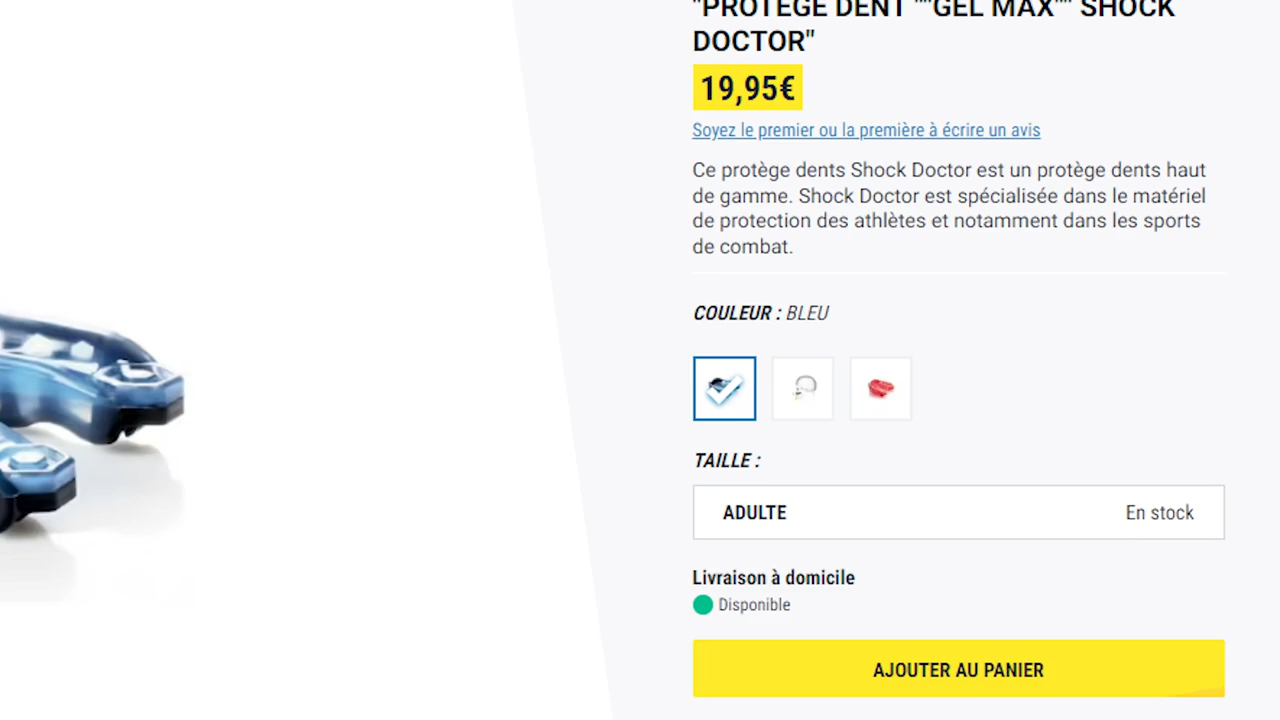 "PROTÈGE DENT ""GEL MAX"" SHOCK
DOCTOR"
19,95€
Soyez le premier ou la première à écrire un avis
Ce protège dents Shock Doctor est un protège dents haut
de gamme. Shock Doctor est spécialisée dans le matériel
de protection des athlètes et notamment dans les sports
de combat.
COULEUR : BLEU
TAILLE :
ADULTE En stock
Livraison à domicile
Disponible
AJOUTER AU PANIER